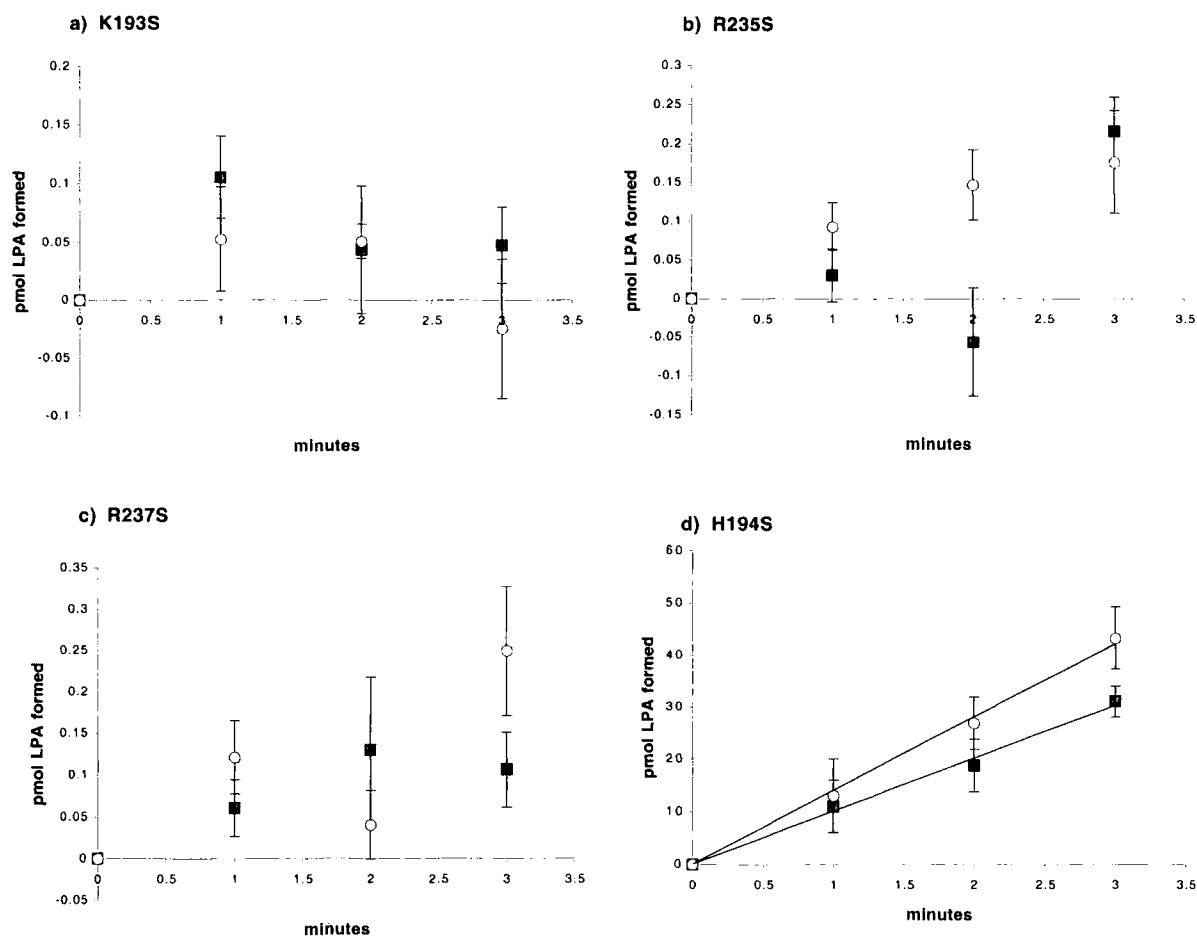 a) K193S
0.2
0.15
0.1
0.05
0
-0.05
-0.1
0 0.5 1 1.5 2 2.5 3 3.5
pmol LPA formed
minutes
b) R235S
0.3
0.25
0.2
0.15
0.1
0.05
0
-0.05
-0.1
-0.15
0 0.5 1 1.5 2 2.5 3 3.5
pmol LPA formed
minutes
c) R237S
0.35
0.3
0.25
0.2
0.15
0.1
0.05
0
-0.05
0 0.5 1 1.5 2 2.5 3 3.5
pmol LPA formed
minutes
d) H194S
60
50
40
30
20
10
0
0 0.5 1 1.5 2 2.5 3 3.5
pmol LPA formed
minutes